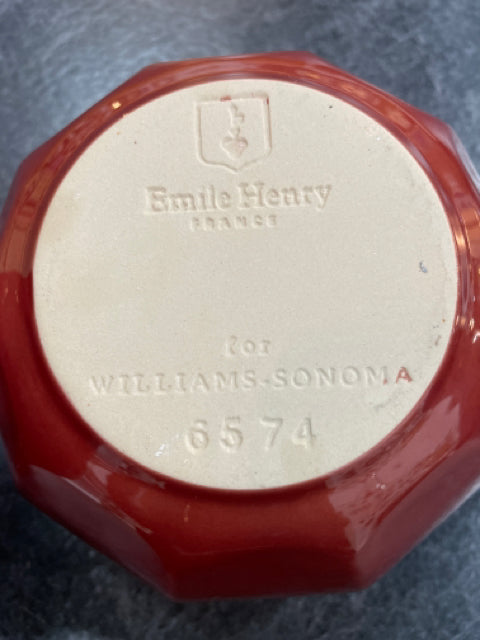 Emile Henry
FRANCE
for
WILLIAMS-SONOMA
6574